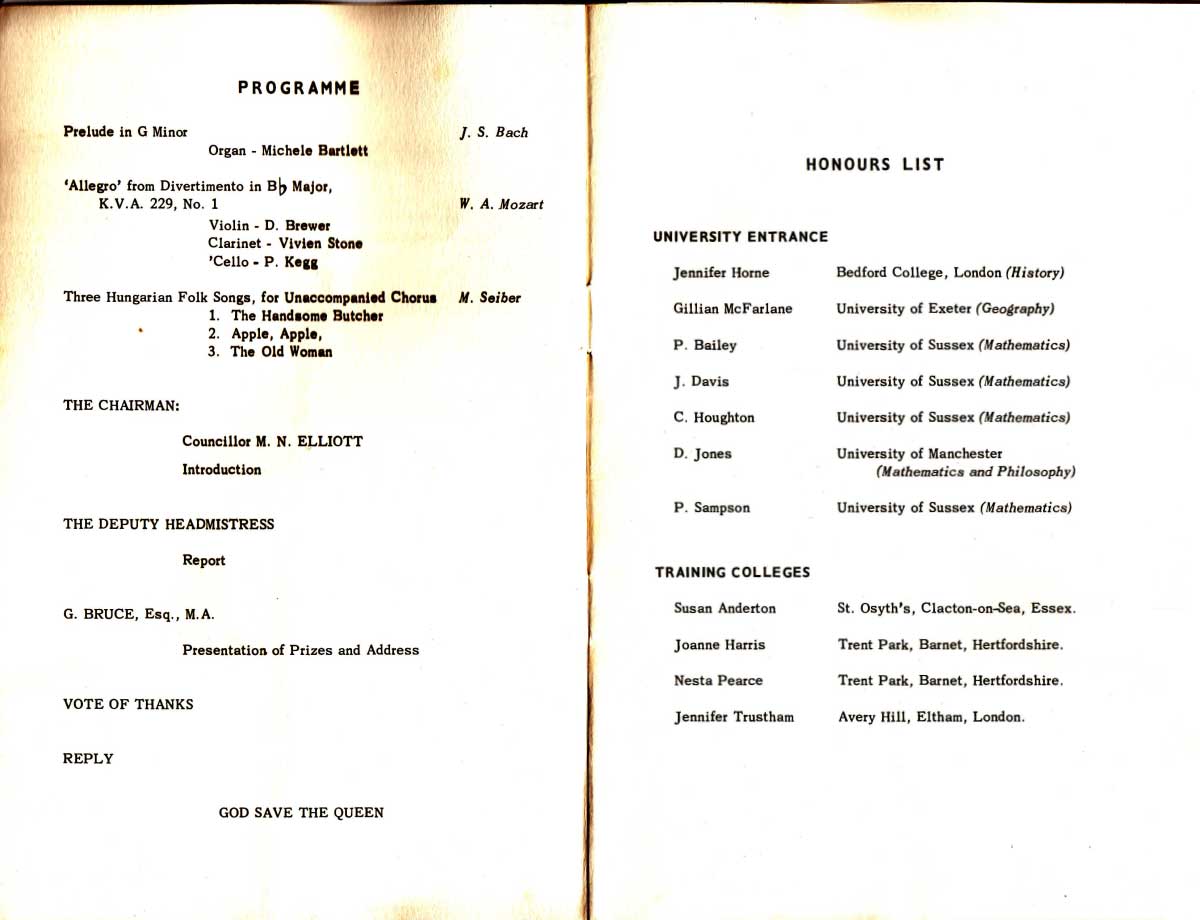 PROGRAMME
Prelude in G Minor J. S. Bach
Organ - Michele Bartlett
‘Allegro’ from Divertimento in B♭ Major,
K.V.A. 229, No. 1 W. A. Mozart
Violin - D. Brewer
Clarinet - Vivien Stone
'Cello - P. Kegg
Three Hungarian Folk Songs, for Unaccompanied Chorus M. Seiber
1. The Handsome Butcher
2. Apple, Apple,
3. The Old Woman
THE CHAIRMAN:
Councillor M. N. ELLIOTT
Introduction
THE DEPUTY HEADMISTRESS
Report
G. BRUCE, Esq., M.A.
Presentation of Prizes and Address
VOTE OF THANKS
REPLY
GOD SAVE THE QUEEN
HONOURS LIST
UNIVERSITY ENTRANCE
Jennifer Horne Bedford College, London (History)
Gillian McFarlane University of Exeter (Geography)
P. Bailey University of Sussex (Mathematics)
J. Davis University of Sussex (Mathematics)
C. Houghton University of Sussex (Mathematics)
D. Jones University of Manchester
(Mathematics and Philosophy)
P. Sampson University of Sussex (Mathematics)
TRAINING COLLEGES
Susan Anderton St. Osyth's, Clacton-on-Sea, Essex.
Joanne Harris Trent Park, Barnet, Hertfordshire.
Nesta Pearce Trent Park, Barnet, Hertfordshire.
Jennifer Trustham Avery Hill, Eltham, London.